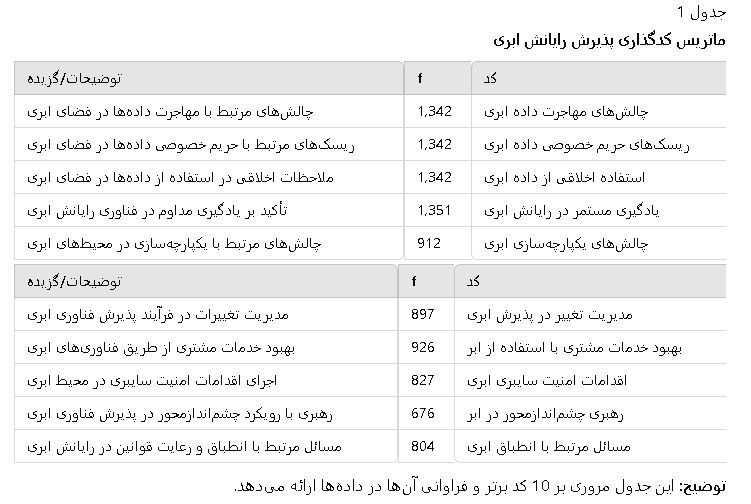 جدول 1
ماتریس کدگذاری پذیرش رایانش ابری
کد f توضیحات/گزیده
چالش‌های مهاجرت داده ابری 1,342 چالش‌های مرتبط با مهاجرت داده‌ها در فضای ابری
ریسک‌های حریم خصوصی داده ابری 1,342 ریسک‌های مرتبط با حریم خصوصی داده‌ها در فضای ابری
استفاده اخلاقی از داده ابری 1,342 ملاحظات اخلاقی در استفاده از داده‌ها در فضای ابری
یادگیری مستمر در رایانش ابری 1,351 تأکید بر یادگیری مداوم در فناوری رایانش ابری
چالش‌های یکپارچه‌سازی ابری 912 چالش‌های مرتبط با یکپارچه‌سازی در محیط‌های ابری
کد f توضیحات/گزیده
مدیریت تغییر در پذیرش ابری 897 مدیریت تغییرات در فرآیند پذیرش فناوری ابری
بهبود خدمات مشتری با استفاده از ابر 926 بهبود خدمات مشتری از طریق فناوری‌های ابری
اقدامات امنیت سایبری ابری 827 اجرای اقدامات امنیت سایبری در محیط ابری
رهبری چشم‌اندازمحور در ابر 676 رهبری با رویکرد چشم‌اندازمحور در پذیرش فناوری ابری
مسائل مرتبط با انطباق ابری 804 مسائل مرتبط با انطباق و رعایت قوانین در رایانش ابری
توضیح: این جدول مروری بر 10 کد برتر و فراوانی آن‌ها در داده‌ها ارائه می‌دهد.